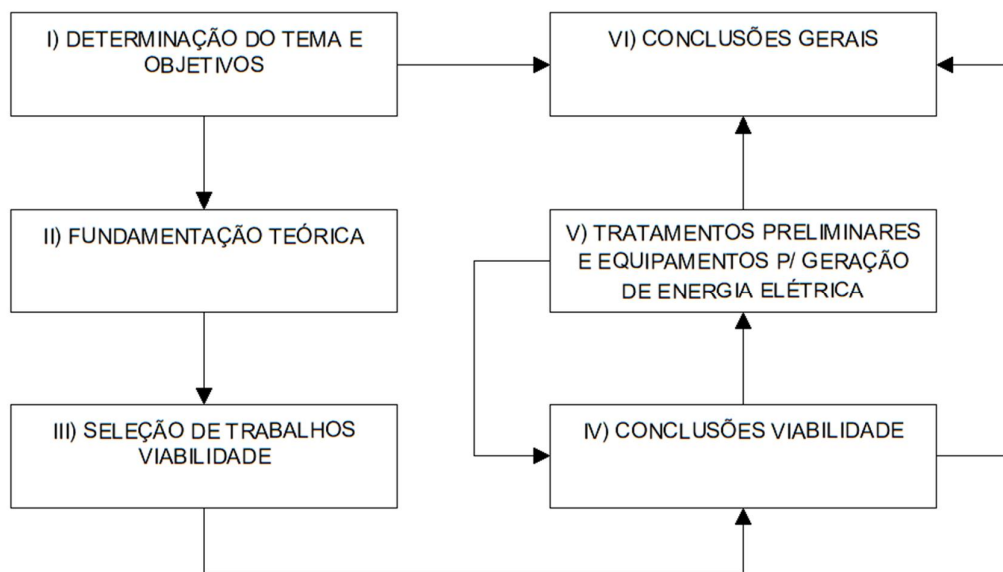 I) DETERMINAÇÃO DO TEMA E
OBJETIVOS
II) FUNDAMENTAÇÃO TEÓRICA
III) SELEÇÃO DE TRABALHOS
VIABILIDADE
IV) CONCLUSÕES VIABILIDADE
V) TRATAMENTOS PRELIMINARES
E EQUIPAMENTOS P/ GERAÇÃO
DE ENERGIA ELÉTRICA
VI) CONCLUSÕES GERAIS